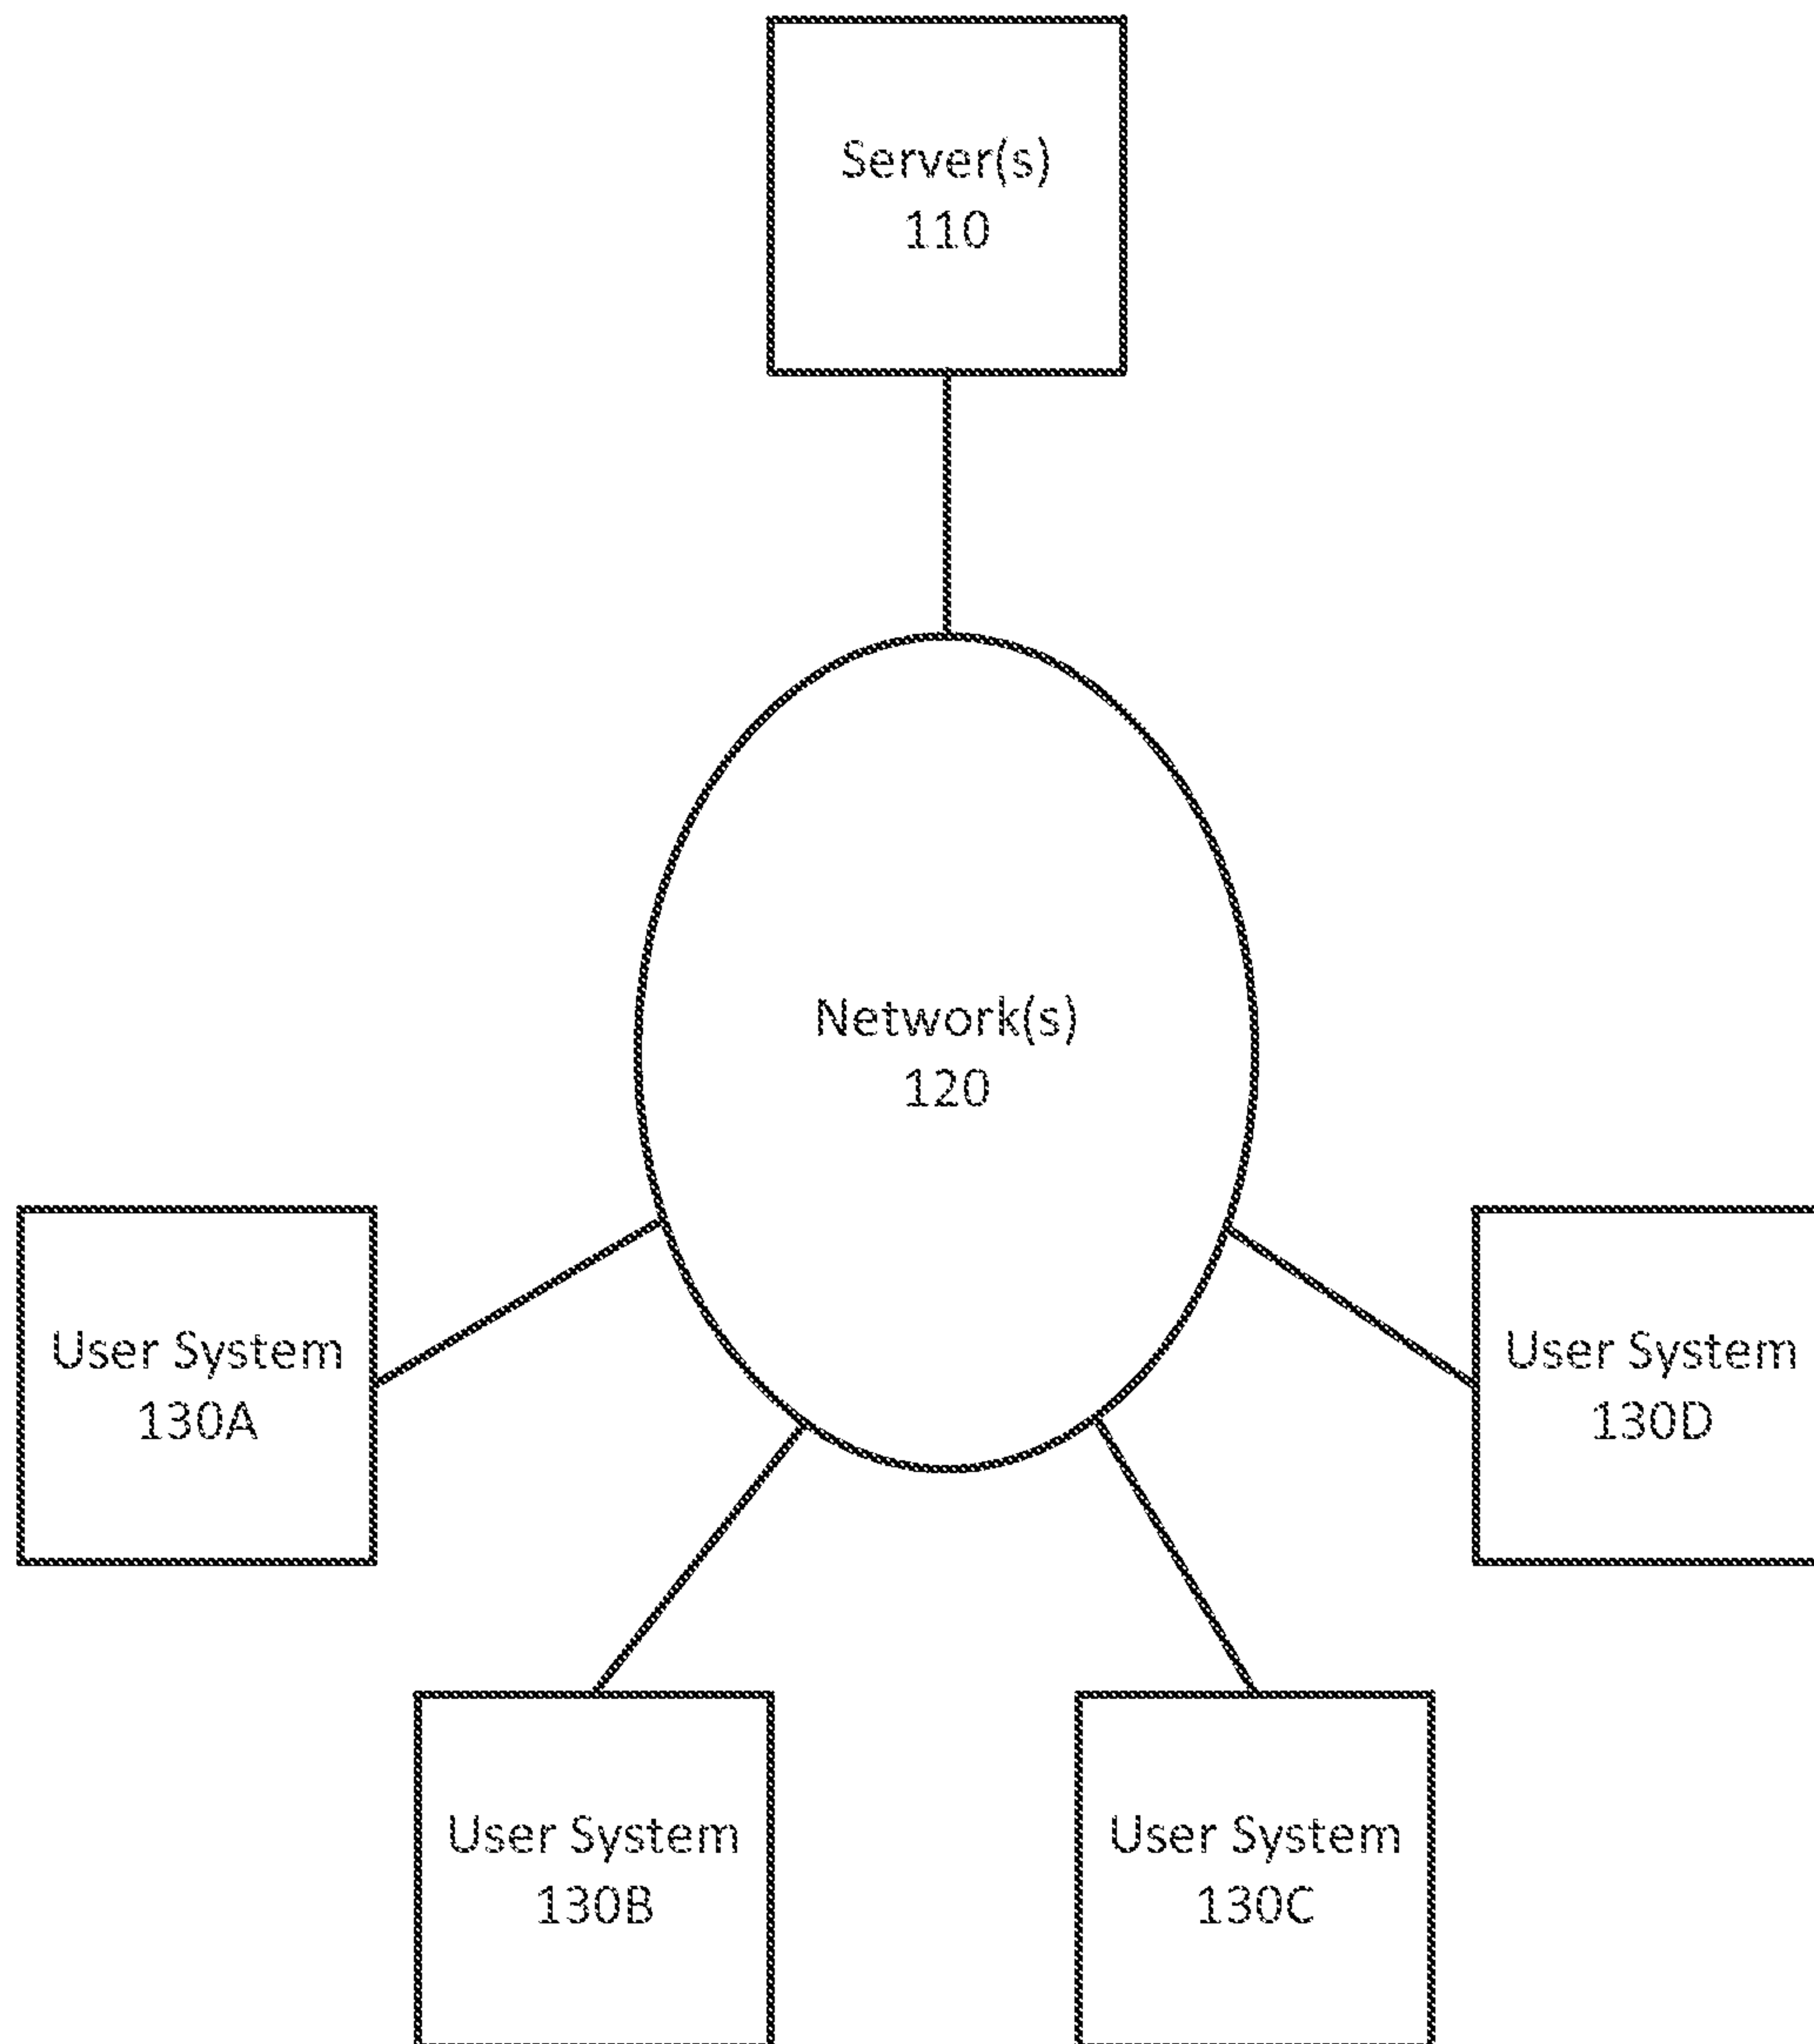 Server(s)
110
Network(s)
120
User System
130A
User System
130D
User System
130B
User System
130C